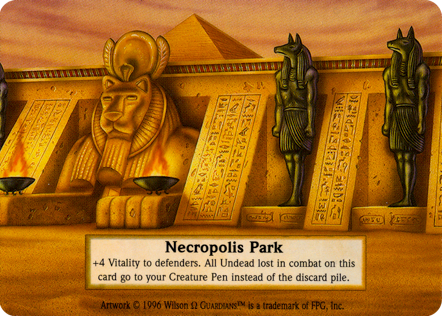 Necropolis Park
+4 Vitality to defenders. All Undead lost in combat on this
card go to your Creature Pen instead of the discard pile.
Artwork © 1996 Wilson Ω GUARDIANS™ is a trademark of FPG, Inc.